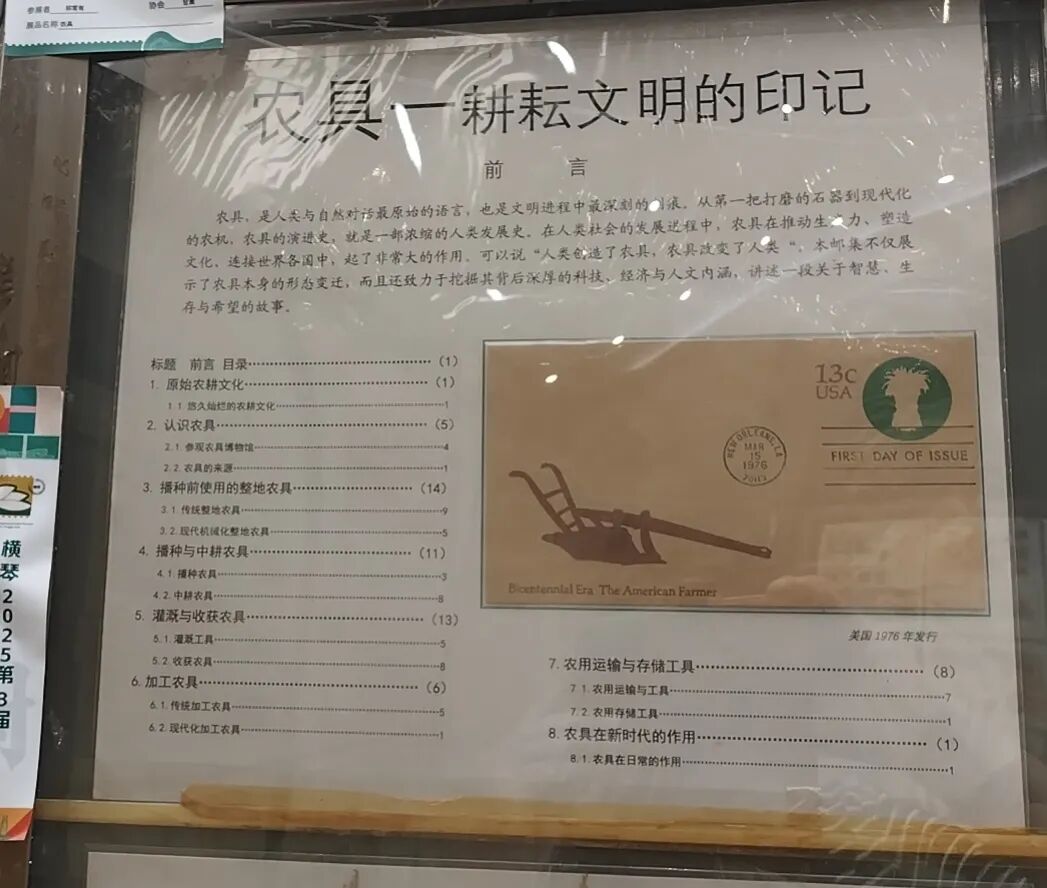 参展者
协会
展品名称 农具
农具一耕耘文明的印记
前 言
农具，是人类与自然对话最原始的语言，也是文明进程中最深刻的 痕。从第一把打磨的石器到现代化
的农机，农具的演进史，就是一部浓缩的人类发展史。在人类社会的发展进程中，农具在推动生 力、塑造
文化、连接世界各国中，起了非常大的作用。可以说“人类创造了农具，农具改变了人类“。本邮集不仅展
示了农具本身的形态变迁，而且还致力于挖掘其背后深厚的科技、经济与人文内涵，讲述一段关于智慧、生
存与希望的故事。
标题 前言 目录························（1）
1. 原始农耕文化························（1）
1.1.悠久灿烂的农耕文化························1
2. 认识农具························（5）
2.1.参观农具博物馆························4
2.2.农具的来源························1
3. 播种前使用的整地农具························（14）
3.1.传统整地农具························9
3.2.现代机械化整地农具························5
4. 播种与中耕农具························（11）
4.1.播种农具························3
4.2.中耕农具························8
5. 灌溉与收获农具························（13）
5.1.灌溉工具························5
5.2.收获农具························8
6.加工农具························（6）
6.1.传统加工农具························5
6.2.现代化加工农具························1
13c
USA
NEW ORLEANS, LA
MAR
15
1976
FIRST DAY OF ISSUE
Bicentennial Era The American Farmer
美国 1976 年发行
7.农用运输与存储工具························（8）
7.1.农用运输与工具························7
7.2.农用存储工具························1
8.农具在新时代的作用························（1）
8.1.农具在日常的作用························1
横琴2025第3届